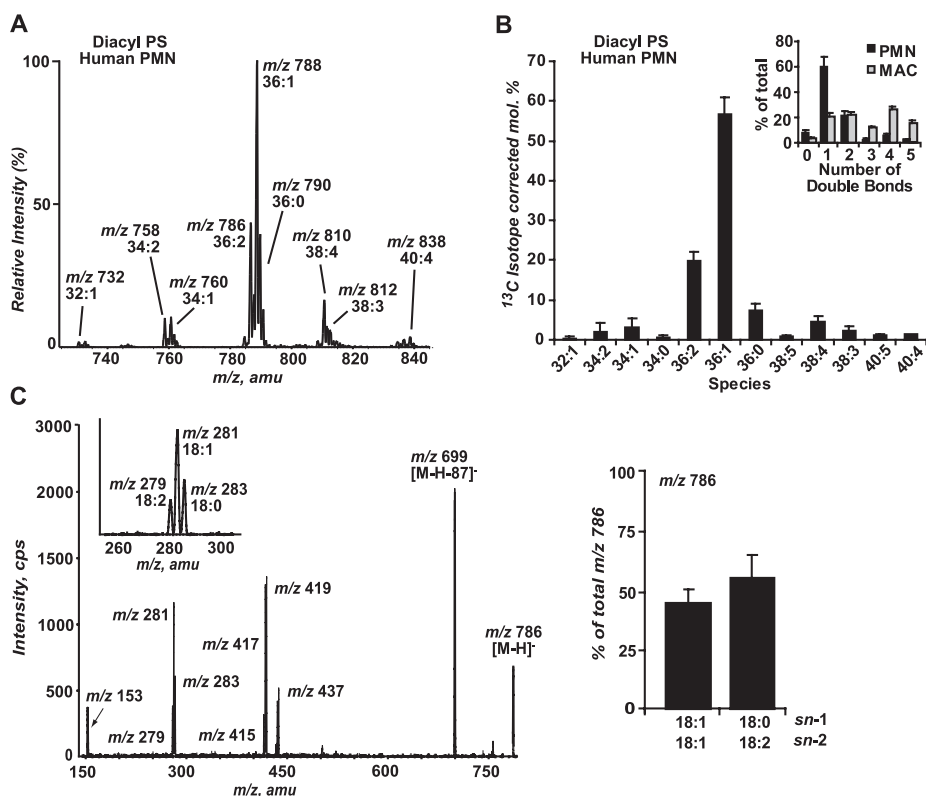 A
Diacyl PS
Human PMN
Relative Intensity (%)
100
50
0
m/z 788
36:1
m/z 790
36:0
m/z 786
36:2
m/z 758
34:2
m/z 760
34:1
m/z 732
32:1
m/z 810
38:4
m/z 812
38:3
m/z 838
40:4
740 760 780 800 820 840
m/z, amu
B
Diacyl PS
Human PMN
13C Isotope corrected mol. %
70
60
50
40
30
20
10
0
32:1 34:2 34:1 34:0 36:2 36:1 36:0 38:5 38:4 38:3 40:5 40:4
Species
% of total
80
60
40
20
0
PMN
MAC
0 1 2 3 4 5
Number of
Double Bonds
C
Intensity, cps
3000
2500
2000
1500
1000
500
0
m/z 281
18:1
m/z 279
18:2
m/z 283
18:0
260 280 300
m/z, amu
m/z 699
[M-H-87]-
m/z 419
m/z 281
m/z 417
m/z 786
[M-H]-
m/z 283
m/z 437
m/z 153
m/z 279
m/z 415
150 300 450 600 750
m/z, amu
% of total m/z 786
100
75
50
25
0
m/z 786
18:1 18:0 sn-1
18:1 18:2 sn-2